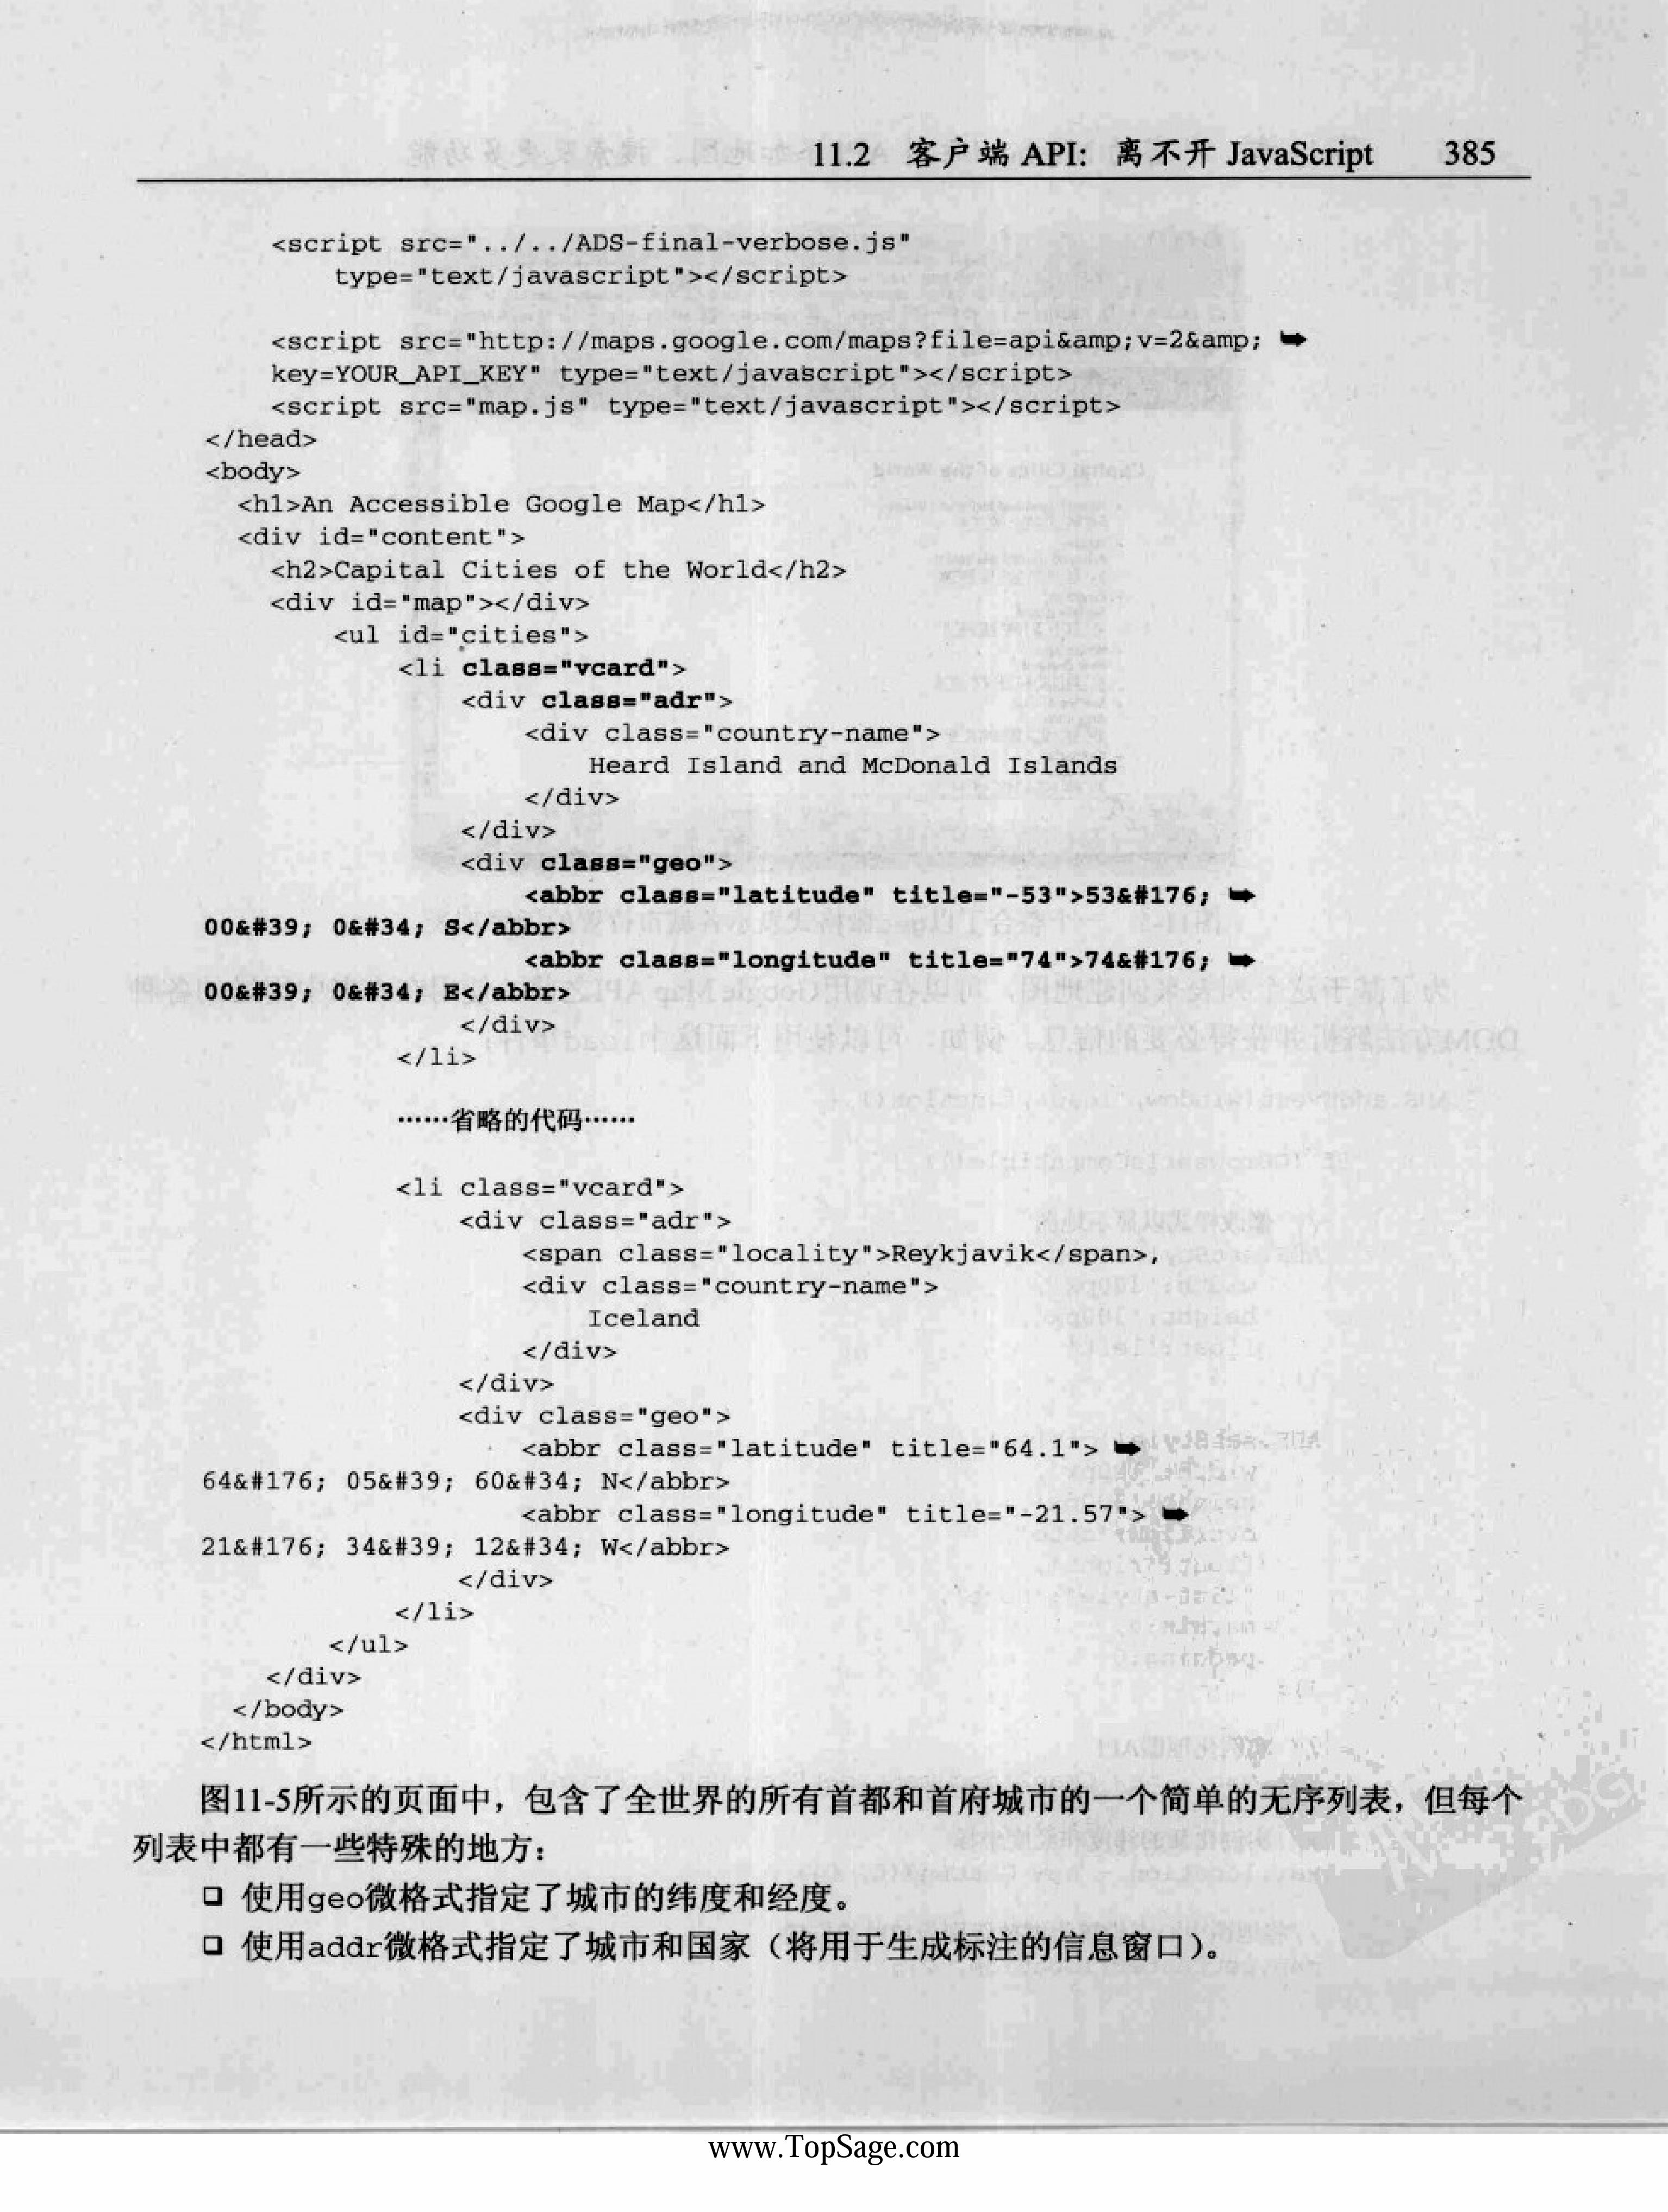 11.2 客户端 API: 离不开 JavaScript 385
<script src="../../ADS-final-verbose.js"
type="text/javascript"></script>
<script src="http://maps.google.com/maps?file=api&amp;v=2&amp; ➥
key=YOUR_API_KEY" type="text/javascript"></script>
<script src="map.js" type="text/javascript"></script>
</head>
<body>
<h1>An Accessible Google Map</h1>
<div id="content">
<h2>Capital Cities of the World</h2>
<div id="map"></div>
<ul id="cities">
<li class="vcard">
<div class="adr">
<div class="country-name">
Heard Island and McDonald Islands
</div>
</div>
<div class="geo">
<abbr class="latitude" title="-53">53&#176; ➥
00&#39; 0&#34; S</abbr>
<abbr class="longitude" title="74">74&#176; ➥
00&#39; 0&#34; E</abbr>
</div>
</li>
……省略的代码……
<li class="vcard">
<div class="adr">
<span class="locality">Reykjavik</span>,
<div class="country-name">
Iceland
</div>
</div>
<div class="geo">
<abbr class="latitude" title="64.1"> ➥
64&#176; 05&#39; 60&#34; N</abbr>
<abbr class="longitude" title="-21.57"> ➥
21&#176; 34&#39; 12&#34; W</abbr>
</div>
</li>
</ul>
</div>
</body>
</html>
图11-5所示的页面中，包含了全世界的所有首都和首府城市的一个简单的无序列表，但每个
列表中都有一些特殊的地方：
❑ 使用geo微格式指定了城市的纬度和经度。
❑ 使用addr微格式指定了城市和国家（将用于生成标注的信息窗口）。
www.TopSage.com